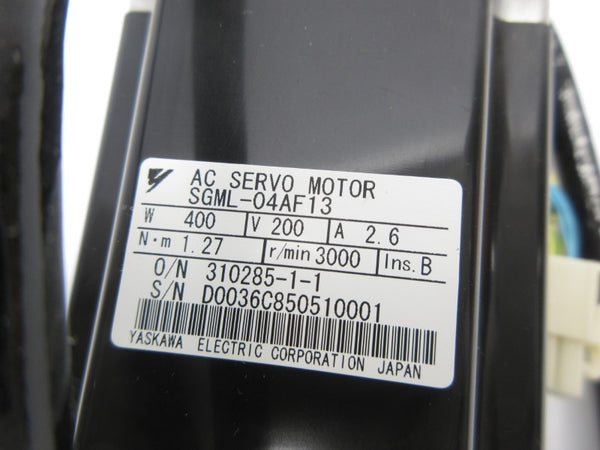 AC SERVO MOTOR
SGML-04AF13
W 400 V 200 A 2.6
N·m 1.27 r/min 3000 Ins. B
O/N 310285-1-1
S/N D0036C850510001
YASKAWA ELECTRIC CORPORATION JAPAN